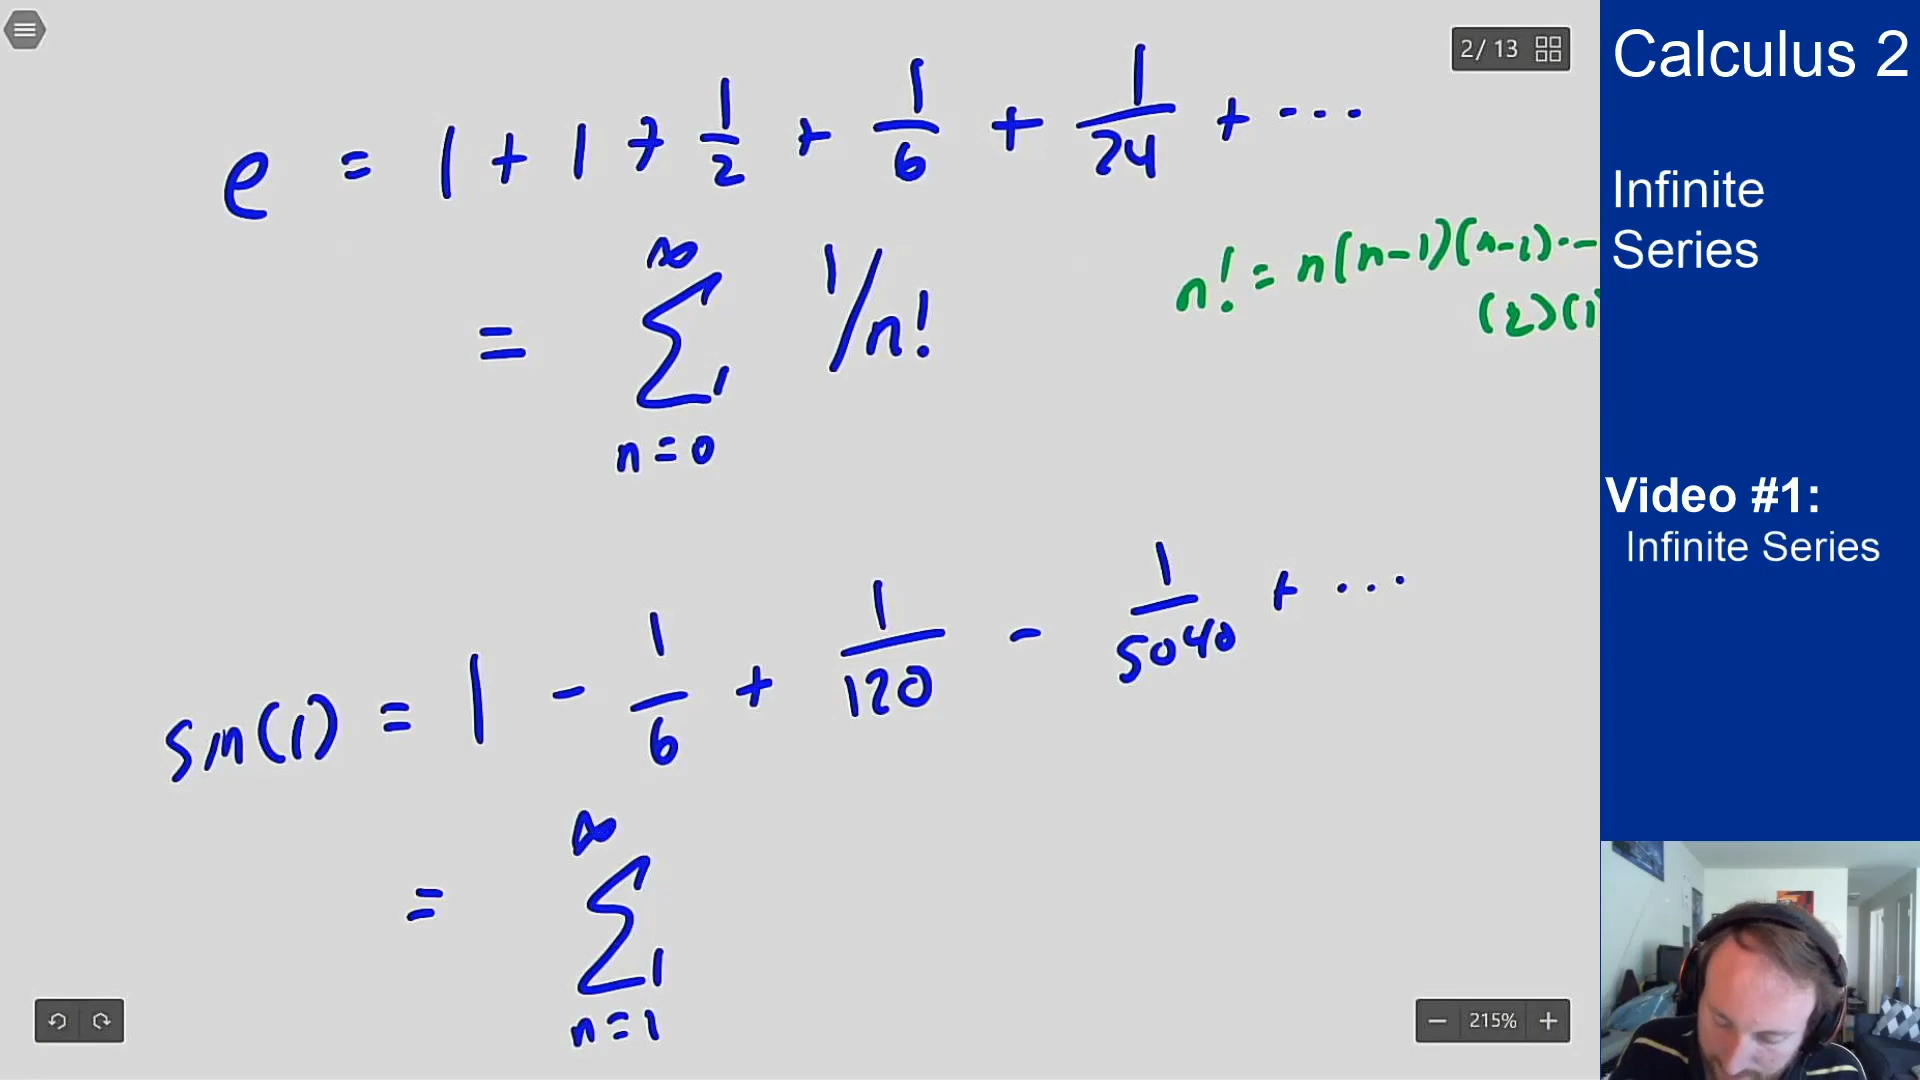 2/ 13
e = 1 + 1 + 1/2 + 1/6 + 1/24 + ...
= ∞ Σ n=0 1/n!
n! = n(n-1)(n-2)...
(2)(1)
sin(1) = 1 - 1/6 + 1/120 - 1/5040 + ...
= ∞ Σ n=1
215%
Calculus 2
Infinite
Series
Video #1:
Infinite Series